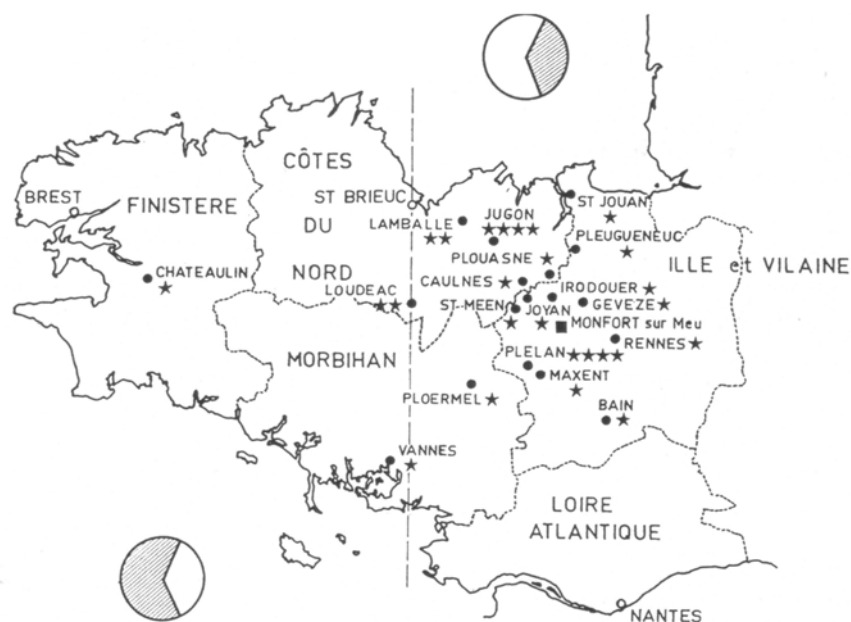 CÔTES
DU
NORD
ST BRIEUC
BREST
FINISTERE
LAMBALLE
JUGON
ST JOUAN
PLEUGUENEUC
PLOUASNE
ILLE et VILAINE
CHATEAULIN
CAULNES
IRODOUER
LOUDEAC
ST MEEN
JOYAN
GEVEZE
MONFORT sur Meu
MORBIHAN
RENNES
PLELAN
MAXENT
PLOERMEL
BAIN
VANNES
LOIRE
ATLANTIQUE
NANTES